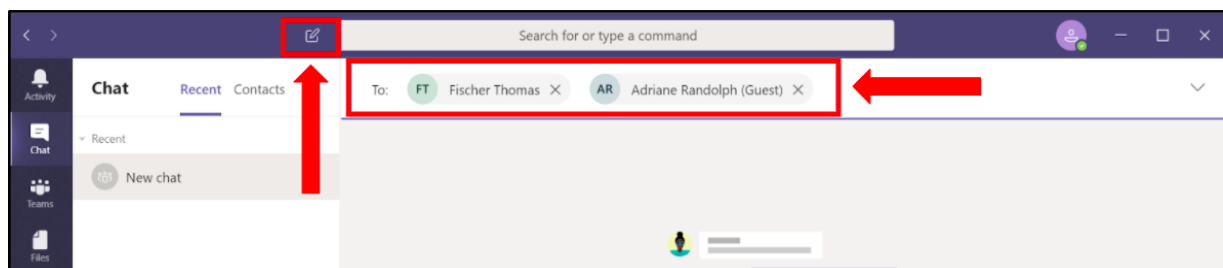 Search for or type a command
Activity
Chat
Recent Contacts
To: FT Fischer Thomas AR Adriane Randolph (Guest)
Chat
Recent
New chat
Teams
Files